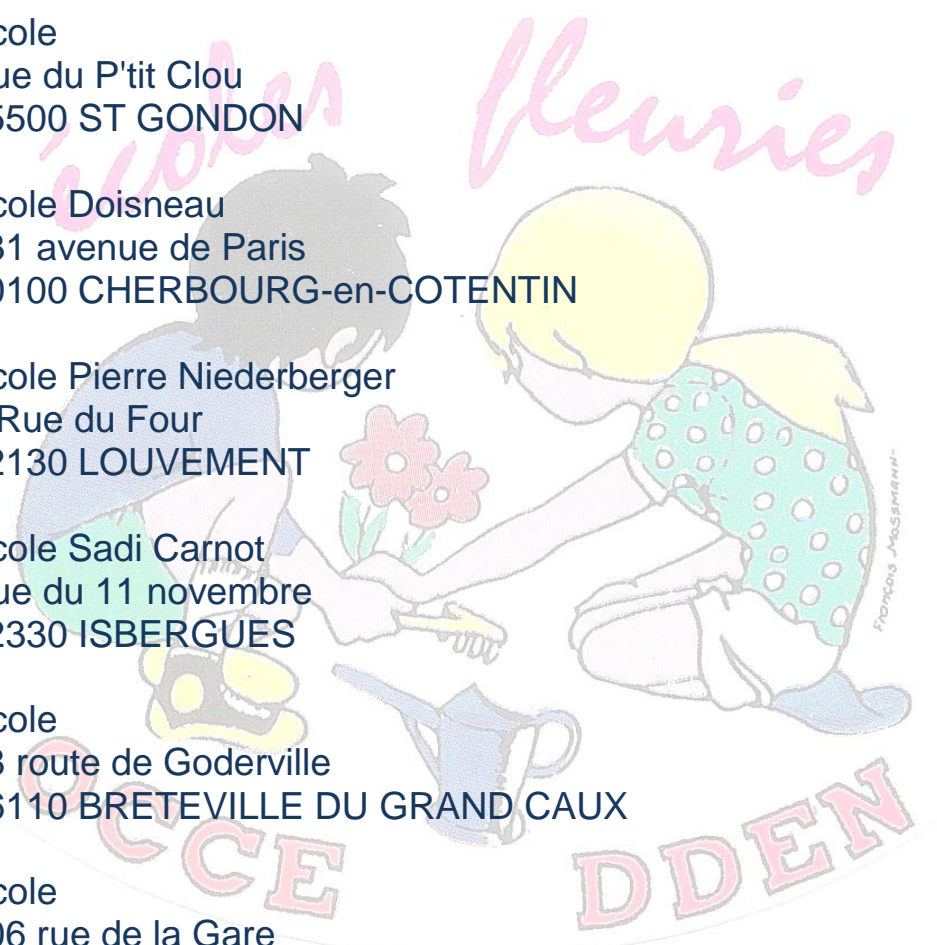 cole
ue du P'tit Clou
5500 ST GONDON
écoles fleuries
cole Doisneau
31 avenue de Paris
0100 CHERBOURG-en-COTENTIN
cole Pierre Niederberger
Rue du Four
2130 LOUVEMENT
cole Sadi Carnot
ue du 11 novembre
2330 ISBERGUES
François MOSSMANN-
cole
3 route de Goderville
6110 BRETEVILLE DU GRAND CAUX
OCCE DDEN
cole
06 rue de la Gare